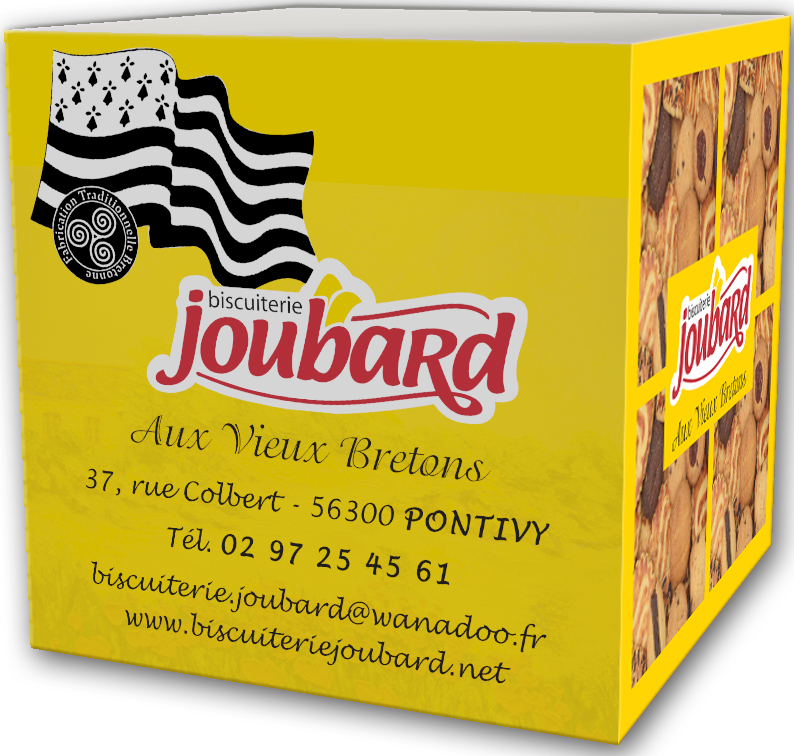 Fabrication Traditionnelle Bretonne
biscuiterie
joubard
Aux Vieux Bretons
37, rue Colbert - 56300 PONTIVY
Tél. 02 97 25 45 61
biscuiterie.joubard@wanadoo.fr
www.biscuiteriejoubard.net
biscuiterie
joubard
Aux Vieux Bretons